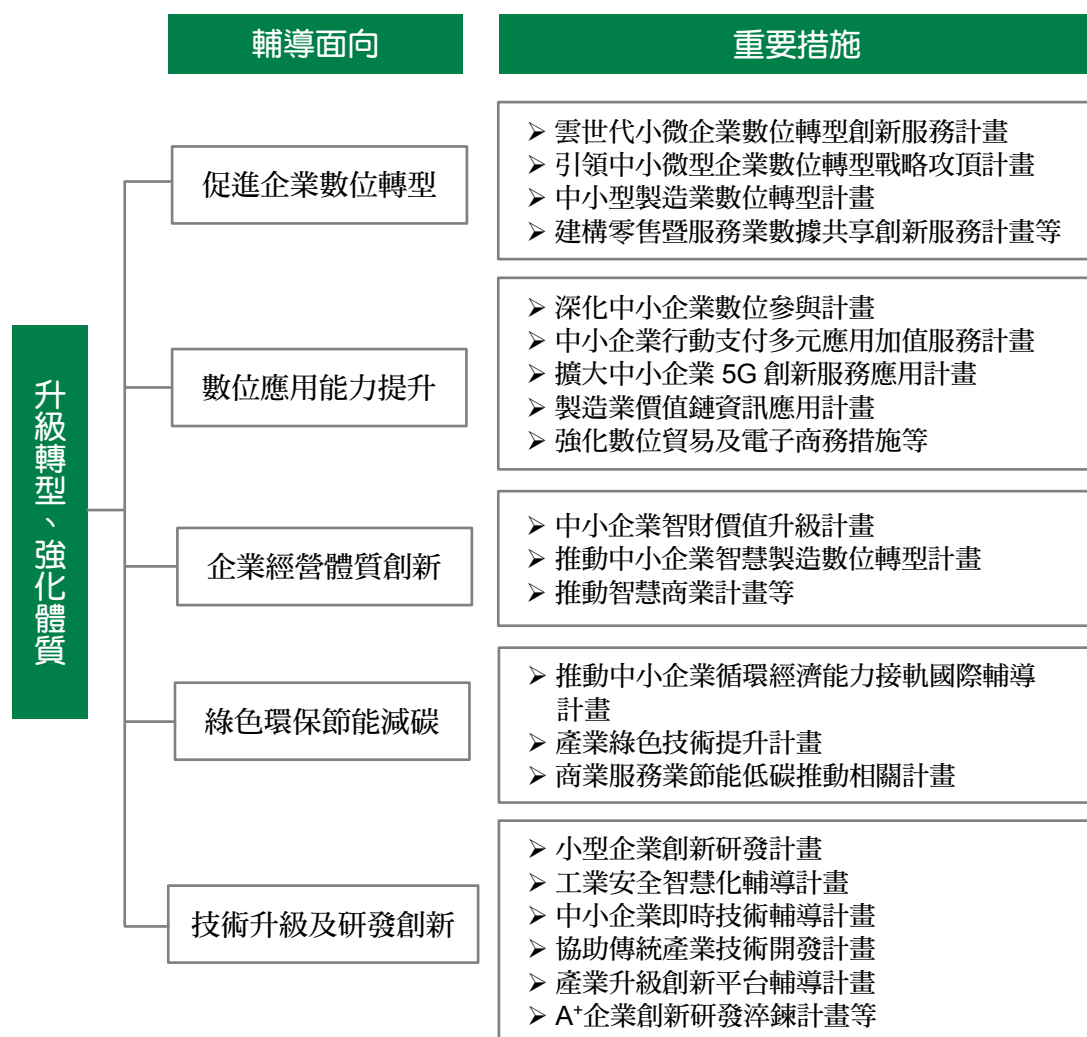 輔導面向
重要措施
升級轉型、強化體質
促進企業數位轉型
➢ 雲世代小微企業數位轉型創新服務計畫
➢ 引領中小微型企業數位轉型戰略攻頂計畫
➢ 中小型製造業數位轉型計畫
➢ 建構零售暨服務業數據共享創新服務計畫等
數位應用能力提升
➢ 深化中小企業數位參與計畫
➢ 中小企業行動支付多元應用加值服務計畫
➢ 擴大中小企業 5G 創新服務應用計畫
➢ 製造業價值鏈資訊應用計畫
➢ 強化數位貿易及電子商務措施等
企業經營體質創新
➢ 中小企業智財價值升級計畫
➢ 推動中小企業智慧製造數位轉型計畫
➢ 推動智慧商業計畫等
綠色環保節能減碳
➢ 推動中小企業循環經濟能力接軌國際輔導
計畫
➢ 產業綠色技術提升計畫
➢ 商業服務業節能低碳推動相關計畫
技術升級及研發創新
➢ 小型企業創新研發計畫
➢ 工業安全智慧化輔導計畫
➢ 中小企業即時技術輔導計畫
➢ 協助傳統產業技術開發計畫
➢ 產業升級創新平台輔導計畫
➢ A⁺企業創新研發淬鍊計畫等